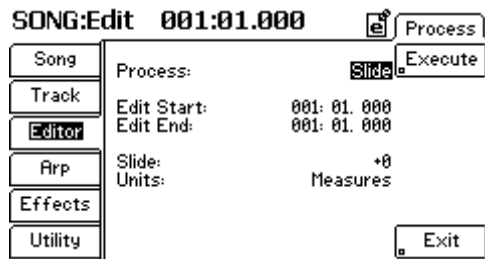 SONG:Edit 001:01.000 e Process
Song
Track
Editor
Arp
Effects
Utility
Process: Slide
Edit Start: 001: 01. 000
Edit End: 001: 01. 000
Slide: +0
Units: Measures
Execute
Exit